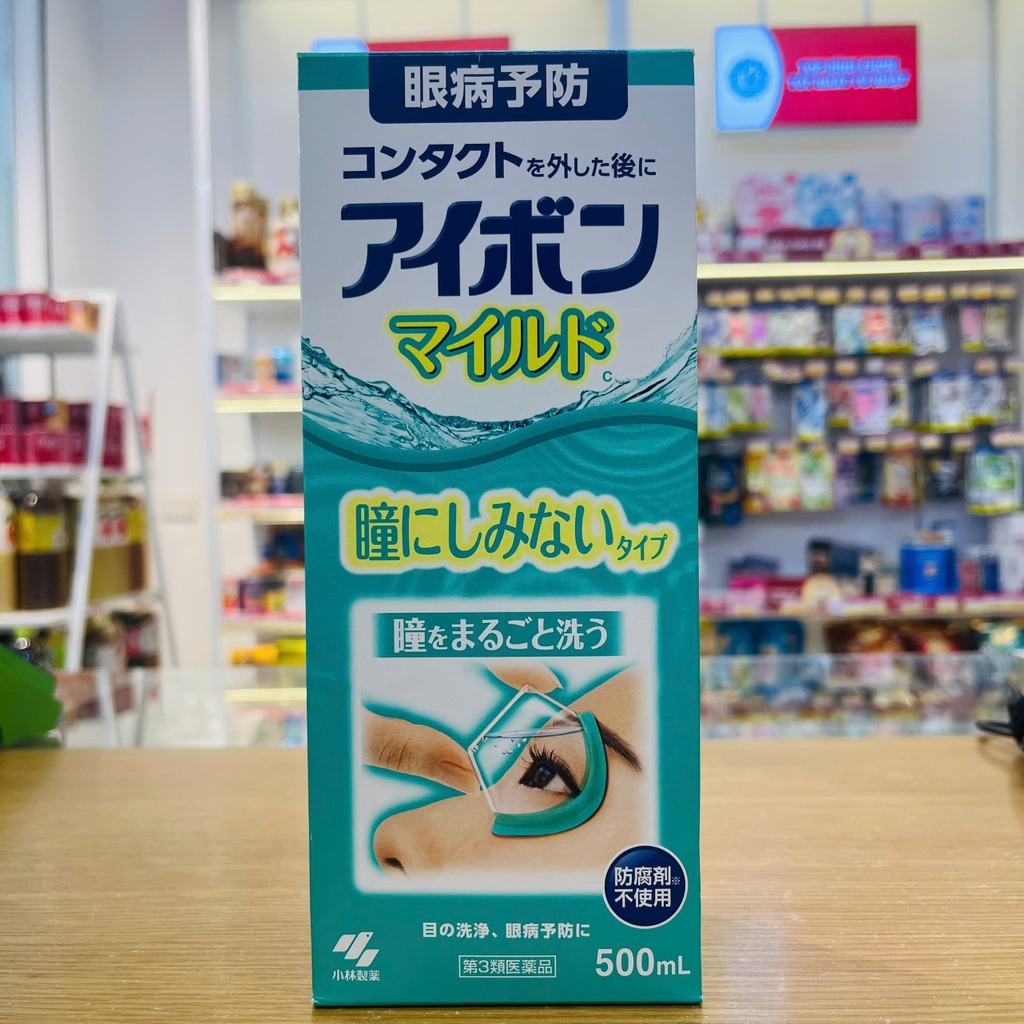 眼病予防
コンタクトを外した後に
アイボン
マイルドc
瞳にしみないタイプ
瞳をまるごと洗う
防腐剤※
不使用
目の洗浄、眼病予防に
小林製薬
第3類医薬品
500mL